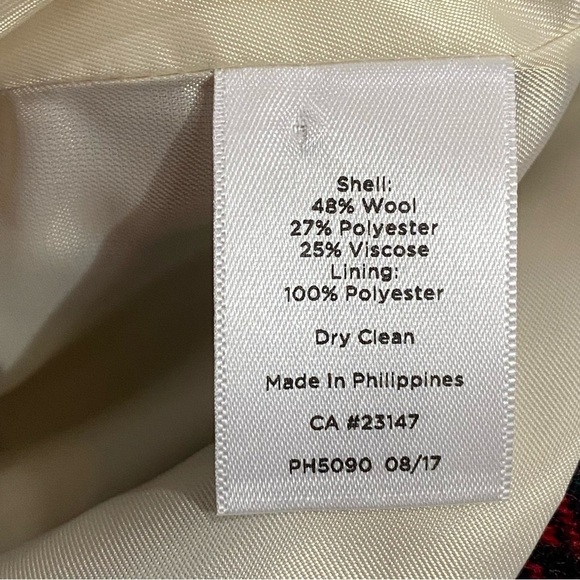 Shell:
48% Wool
27% Polyester
25% Viscose
Lining:
100% Polyester
Dry Clean
Made In Philippines
CA #23147
PH5090 08/17